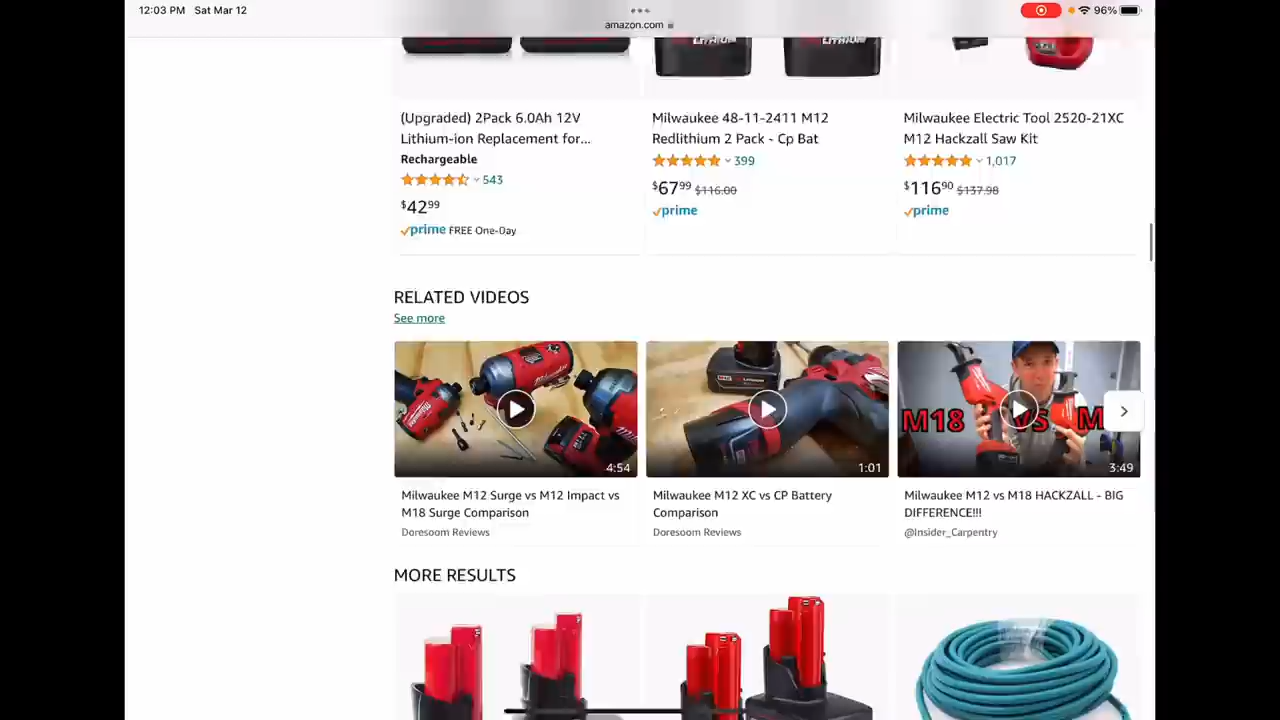 12:03 PM Sat Mar 12
96%
amazon.com
LITHIUM
LITHIUM
(Upgraded) 2Pack 6.0Ah 12V
Lithium-ion Replacement for...
Rechargeable
543
$42.99
prime FREE One-Day
Milwaukee 48-11-2411 M12
Redlithium 2 Pack - Cp Bat
399
$67.99 $116.00
prime
Milwaukee Electric Tool 2520-21XC
M12 Hackzall Saw Kit
1,017
$116.90 $137.98
prime
RELATED VIDEOS
See more
4:54
Milwaukee M12 Surge vs M12 Impact vs
M18 Surge Comparison
Doresoom Reviews
1:01
Milwaukee M12 XC vs CP Battery
Comparison
Doresoom Reviews
M18 VS M
3:49
Milwaukee M12 vs M18 HACKZALL - BIG
DIFFERENCE!!!
@Insider_Carpentry
MORE RESULTS